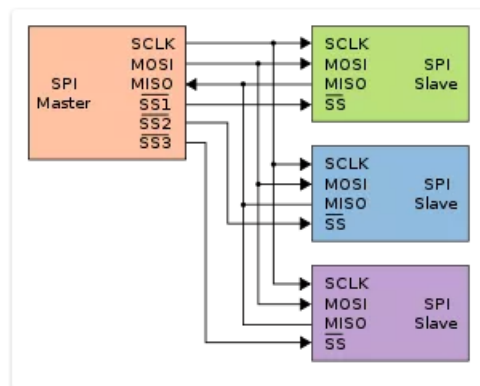 SPI
Master
SCLK
MOSI
MISO
SS1
SS2
SS3
SCLK
MOSI
MISO
SS
SPI
Slave
SCLK
MOSI
MISO
SS
SPI
Slave
SCLK
MOSI
MISO
SS
SPI
Slave